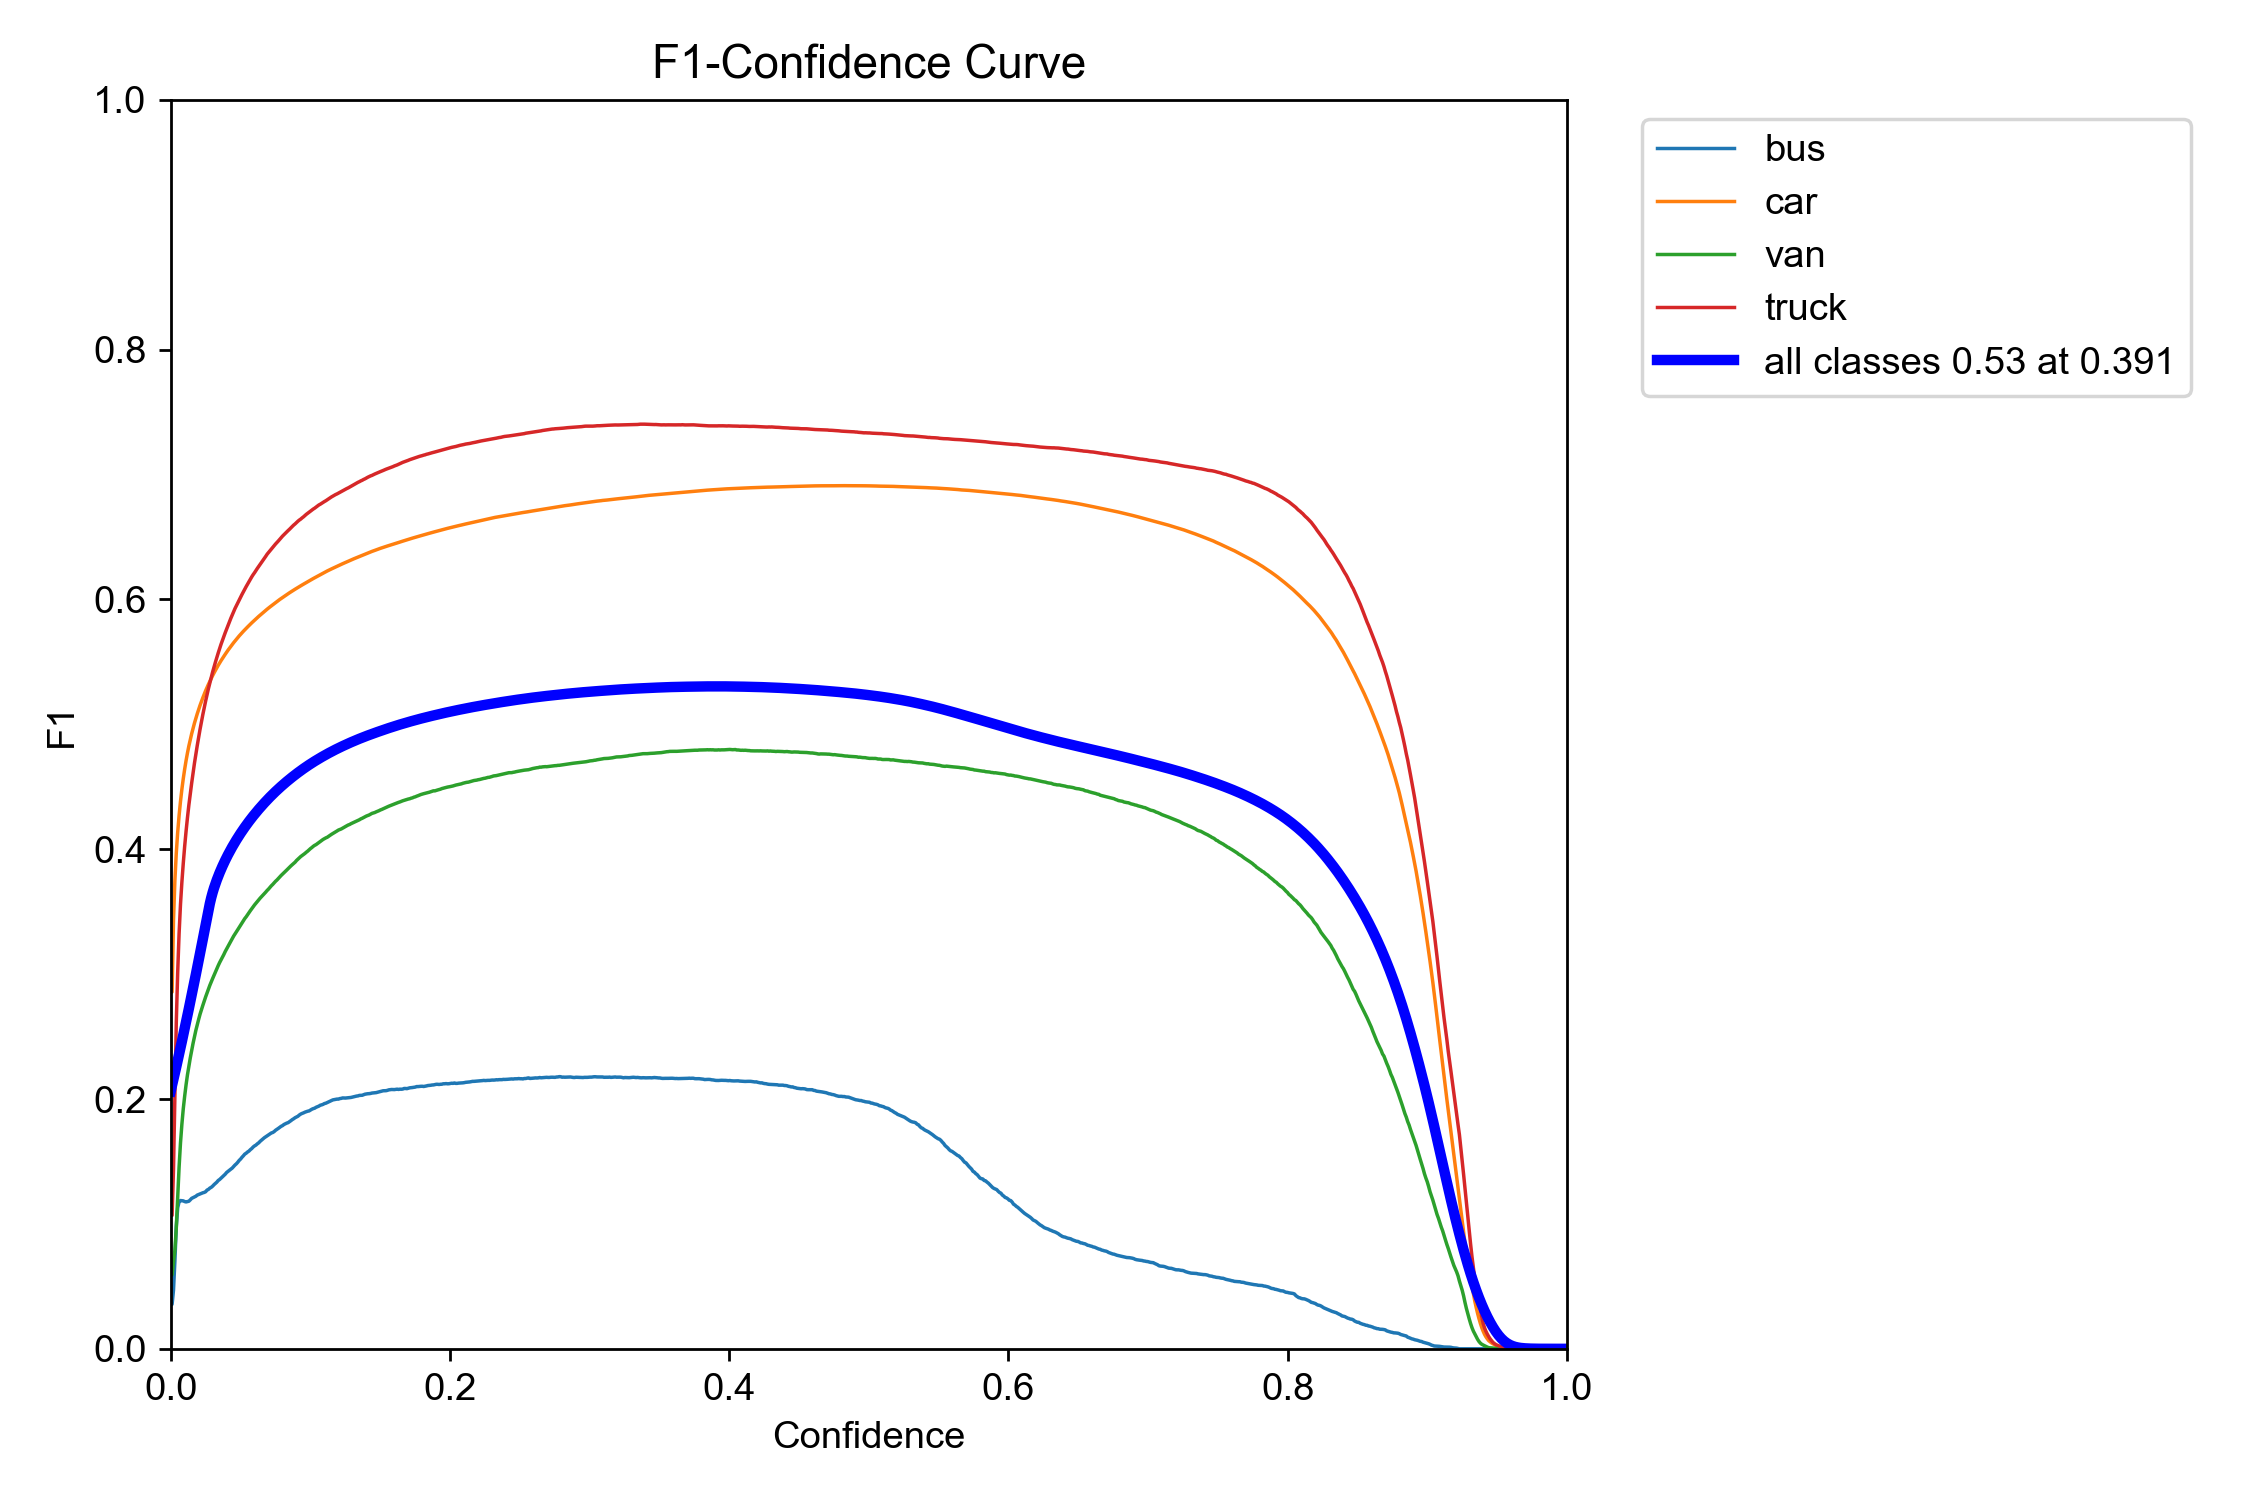 F1-Confidence Curve
1.0
0.8
0.6
0.4
0.2
0.0
F1
0.0 0.2 0.4 0.6 0.8 1.0
Confidence
bus
car
van
truck
all classes 0.53 at 0.391